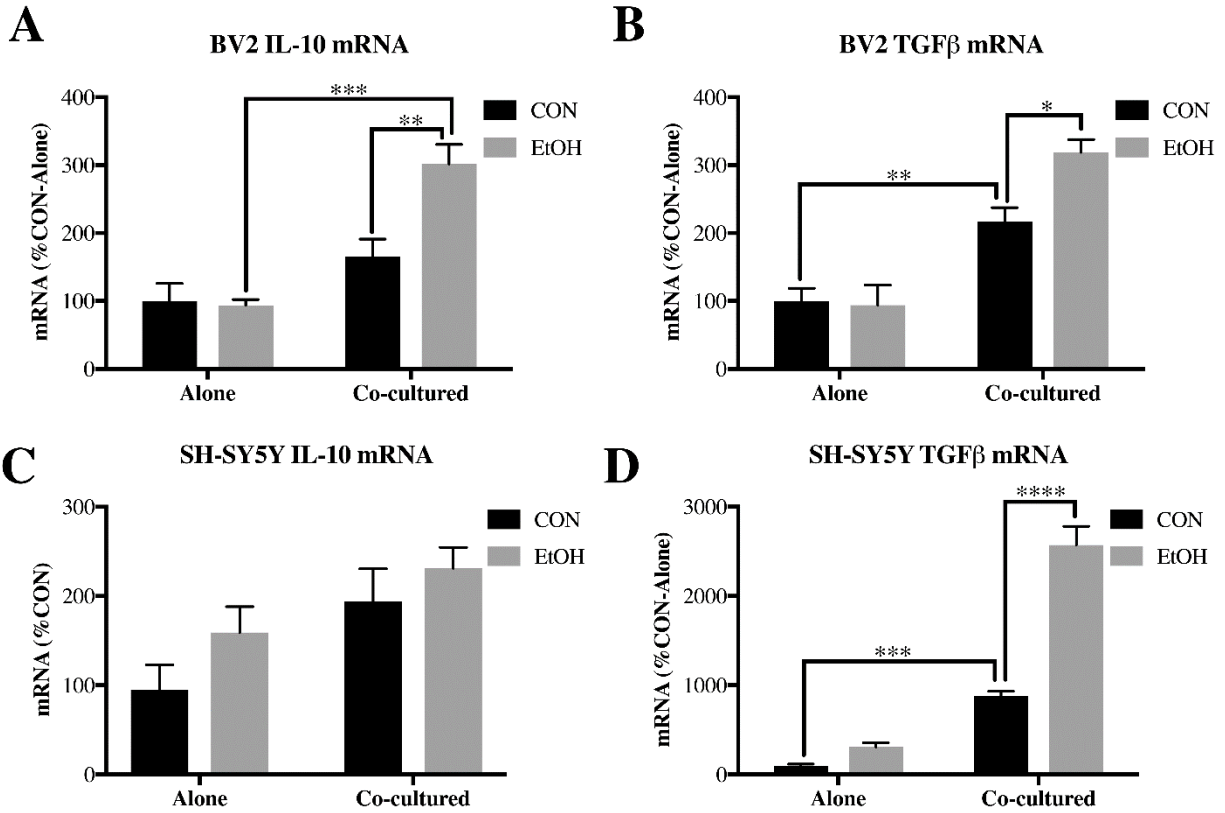 A
BV2 IL-10 mRNA
mRNA (%CON-Alone)
400
300
200
100
0
***
**
CON
EtOH
Alone
Co-cultured
B
BV2 TGFβ mRNA
mRNA (%CON-Alone)
400
300
200
100
0
**
*
CON
EtOH
Alone
Co-cultured
C
SH-SY5Y IL-10 mRNA
mRNA (%CON)
300
200
100
0
CON
EtOH
Alone
Co-cultured
D
SH-SY5Y TGFβ mRNA
mRNA (%CON-Alone)
3000
2000
1000
0
***
****
CON
EtOH
Alone
Co-cultured